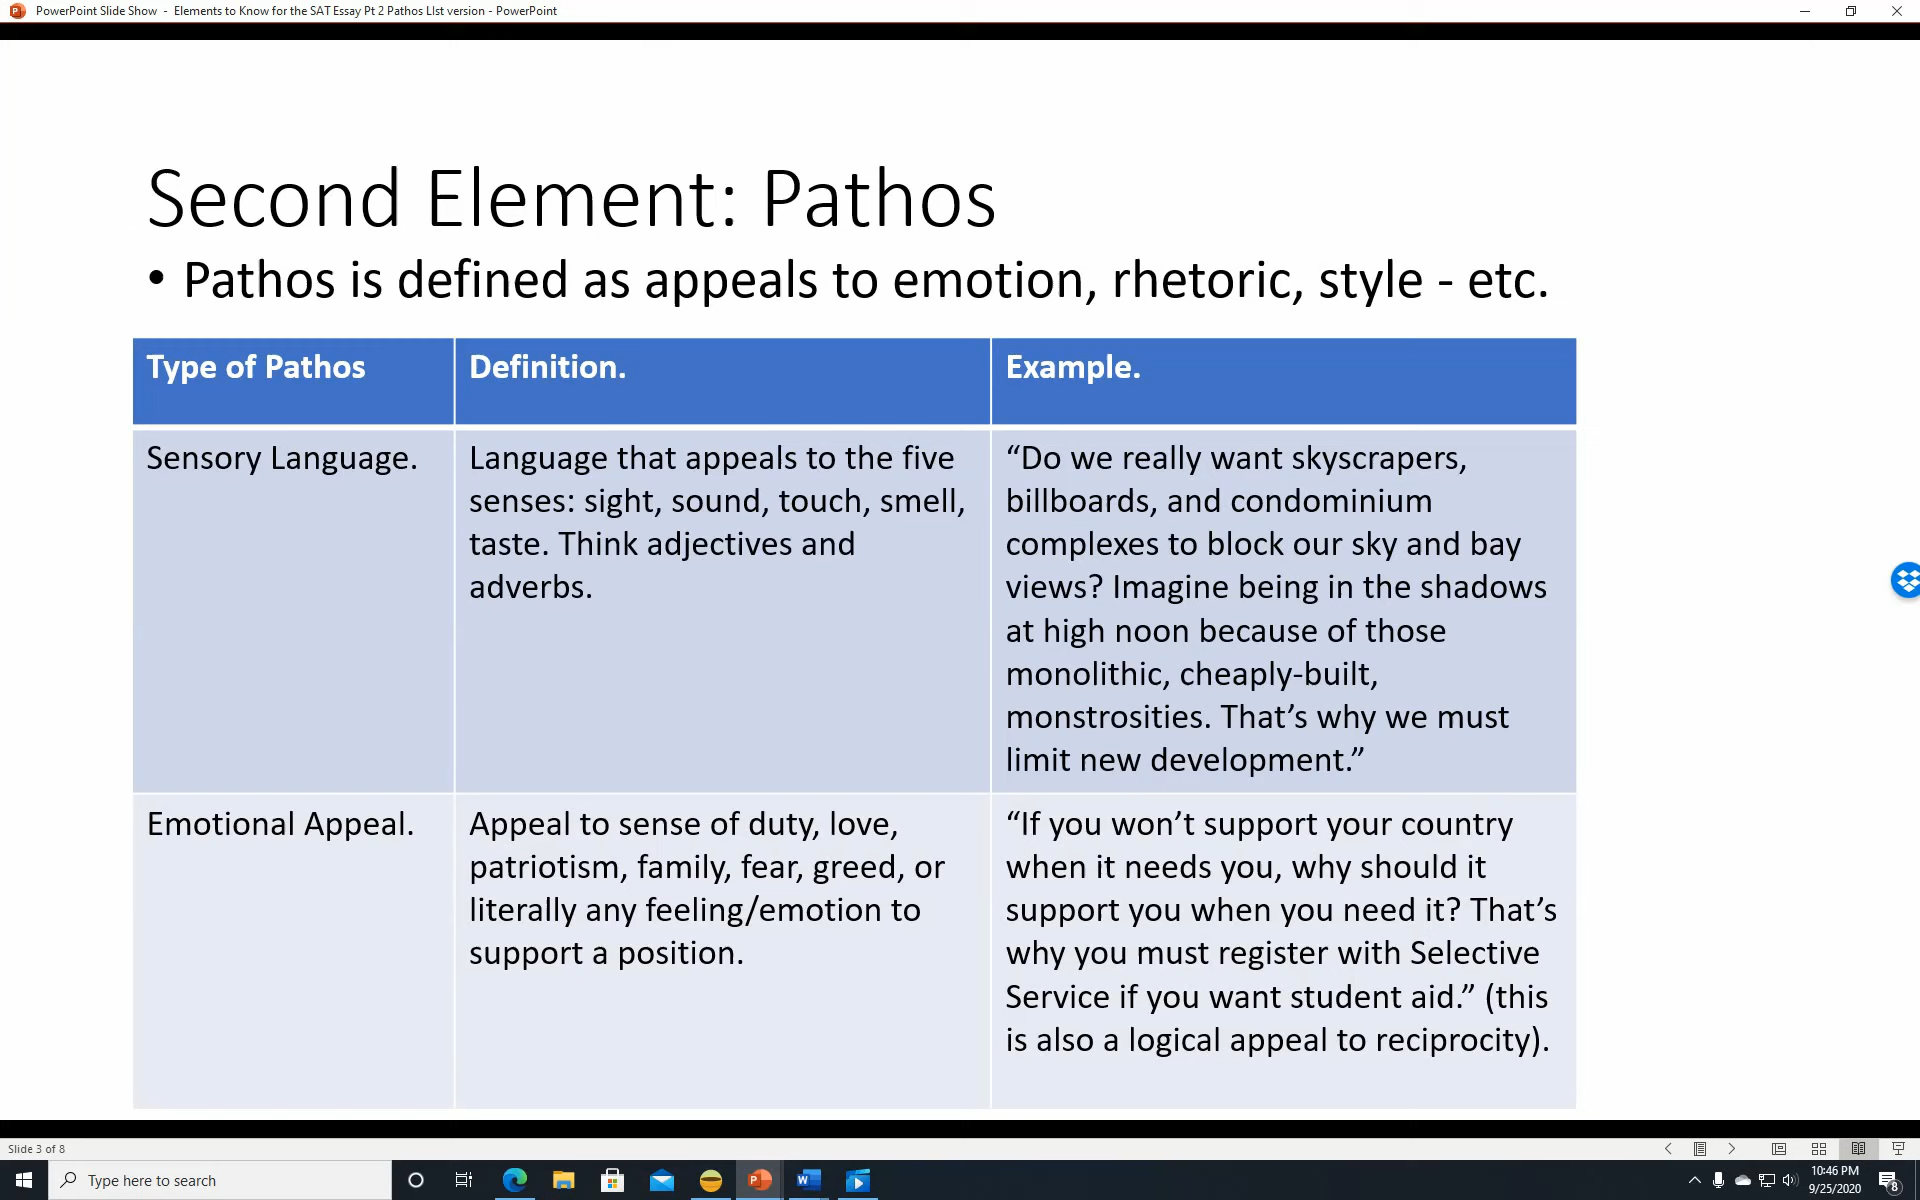 PowerPoint Slide Show - Elements to Know for the SAT Essay Pt 2 Pathos LIst version - PowerPoint
Second Element: Pathos
• Pathos is defined as appeals to emotion, rhetoric, style - etc.
Type of Pathos
Definition.
Example.
Sensory Language.
Language that appeals to the five
senses: sight, sound, touch, smell,
taste. Think adjectives and
adverbs.
“Do we really want skyscrapers,
billboards, and condominium
complexes to block our sky and bay
views? Imagine being in the shadows
at high noon because of those
monolithic, cheaply-built,
monstrosities. That’s why we must
limit new development.”
Emotional Appeal.
Appeal to sense of duty, love,
patriotism, family, fear, greed, or
literally any feeling/emotion to
support a position.
“If you won’t support your country
when it needs you, why should it
support you when you need it? That’s
why you must register with Selective
Service if you want student aid.” (this
is also a logical appeal to reciprocity).
Slide 3 of 8
Type here to search
10:46 PM
9/25/2020
8